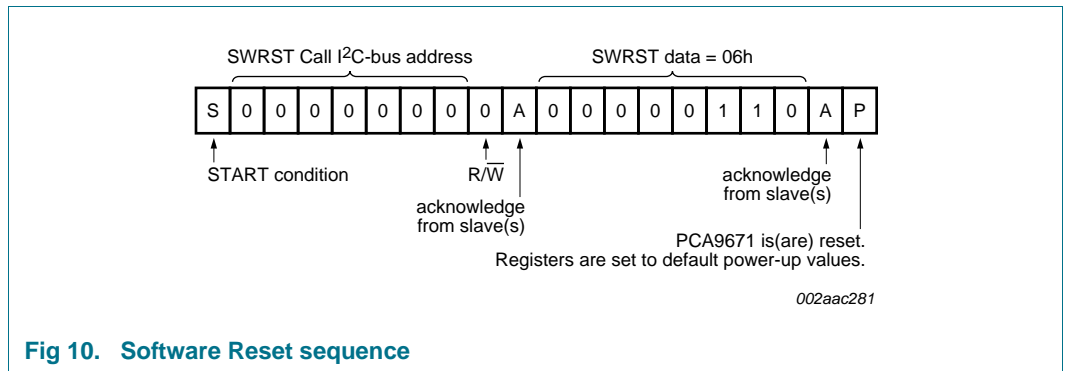 SWRST Call I2C-bus address SWRST data = 06h
S 0 0 0 0 0 0 0 0 A 0 0 0 0 0 1 1 0 A P
START condition R/W̅ acknowledge
from slave(s)
acknowledge
from slave(s)
PCA9671 is(are) reset.
Registers are set to default power-up values.
002aac281
Fig 10. Software Reset sequence